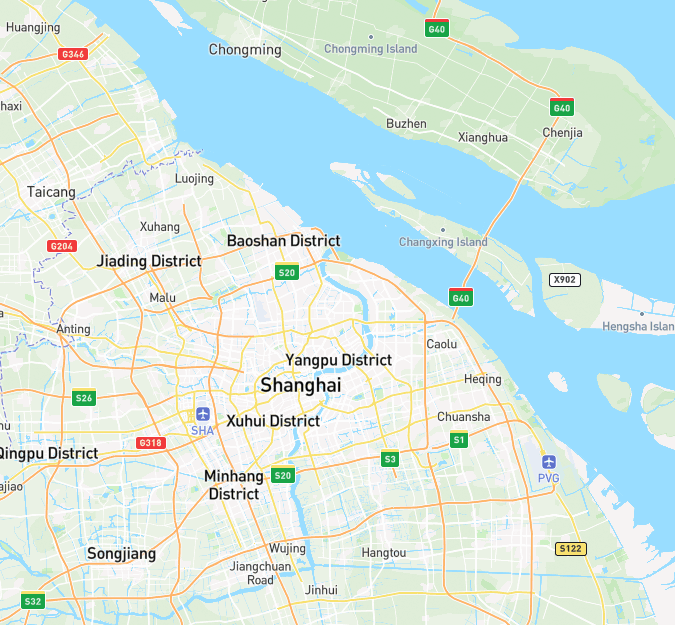 Huangjing
G40
Chongming
Chongming Island
G346
haxi
G40
Buzhen
Xianghua
Chenjia
Luojing
Taicang
Xuhang
G204
Baoshan District
Changxing Island
Jiading District
S20
X902
Malu
G40
Hengsha Islan
a
Anting
Caolu
Yangpu District
Shanghai
Heqing
S26
SHA
Xuhui District
Chuansha
nu
G318
S1
Qingpu District
S3
PVG
Minhang
District
S20
ajiao
Songjiang
Wujing
Hangtou
S122
Jiangchuan
Road
Jinhui
S32